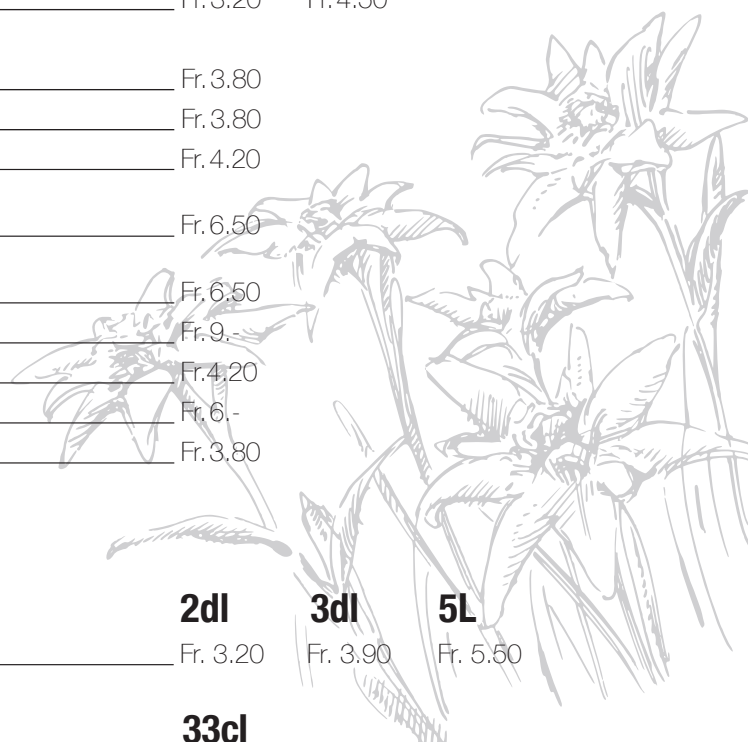 Fr. 3.20 Fr. 4.50
Fr. 3.80
Fr. 3.80
Fr. 4.20
Fr. 6.50
Fr. 6.50
Fr. 9.-
Fr. 4.20
Fr. 6.-
Fr. 3.80
2dl 3dl 5L
Fr. 3.20 Fr. 3.90 Fr. 5.50
33cl